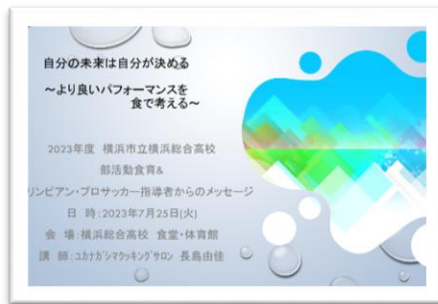 自分の未来は自分が決める
～より良いパフォーマンスを
食で考える～
2023年度 横浜市立横浜総合高校
部活動食育&
リンピアン・プロサッカー指導者からのメッセージ
日 時:2023年7月25日(火)
会 場:横浜総合高校 食堂・体育館
講 師:ユカナガシマクッキングサロン 長島由佳